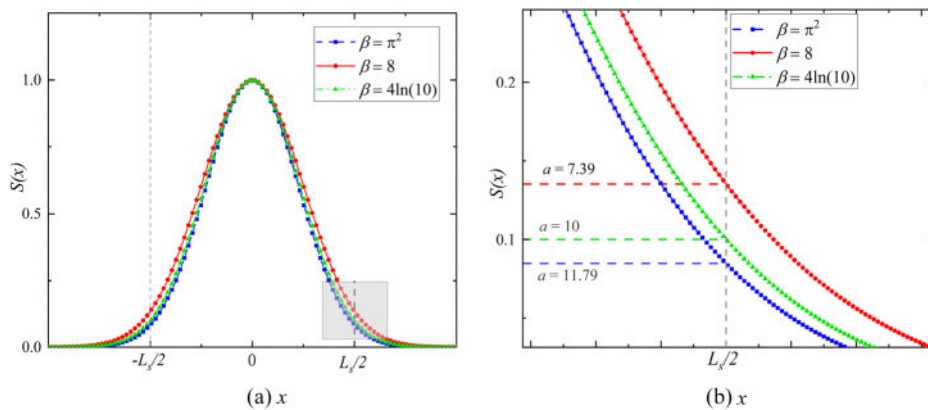 β = π²
β = 8
β = 4ln(10)
1.0
0.5
0.0
S(x)
-Lₛ/2
0
Lₛ/2
(a) x
β = π²
β = 8
β = 4ln(10)
0.2
0.1
S(x)
a = 7.39
a = 10
a = 11.79
Lₛ/2
(b) x